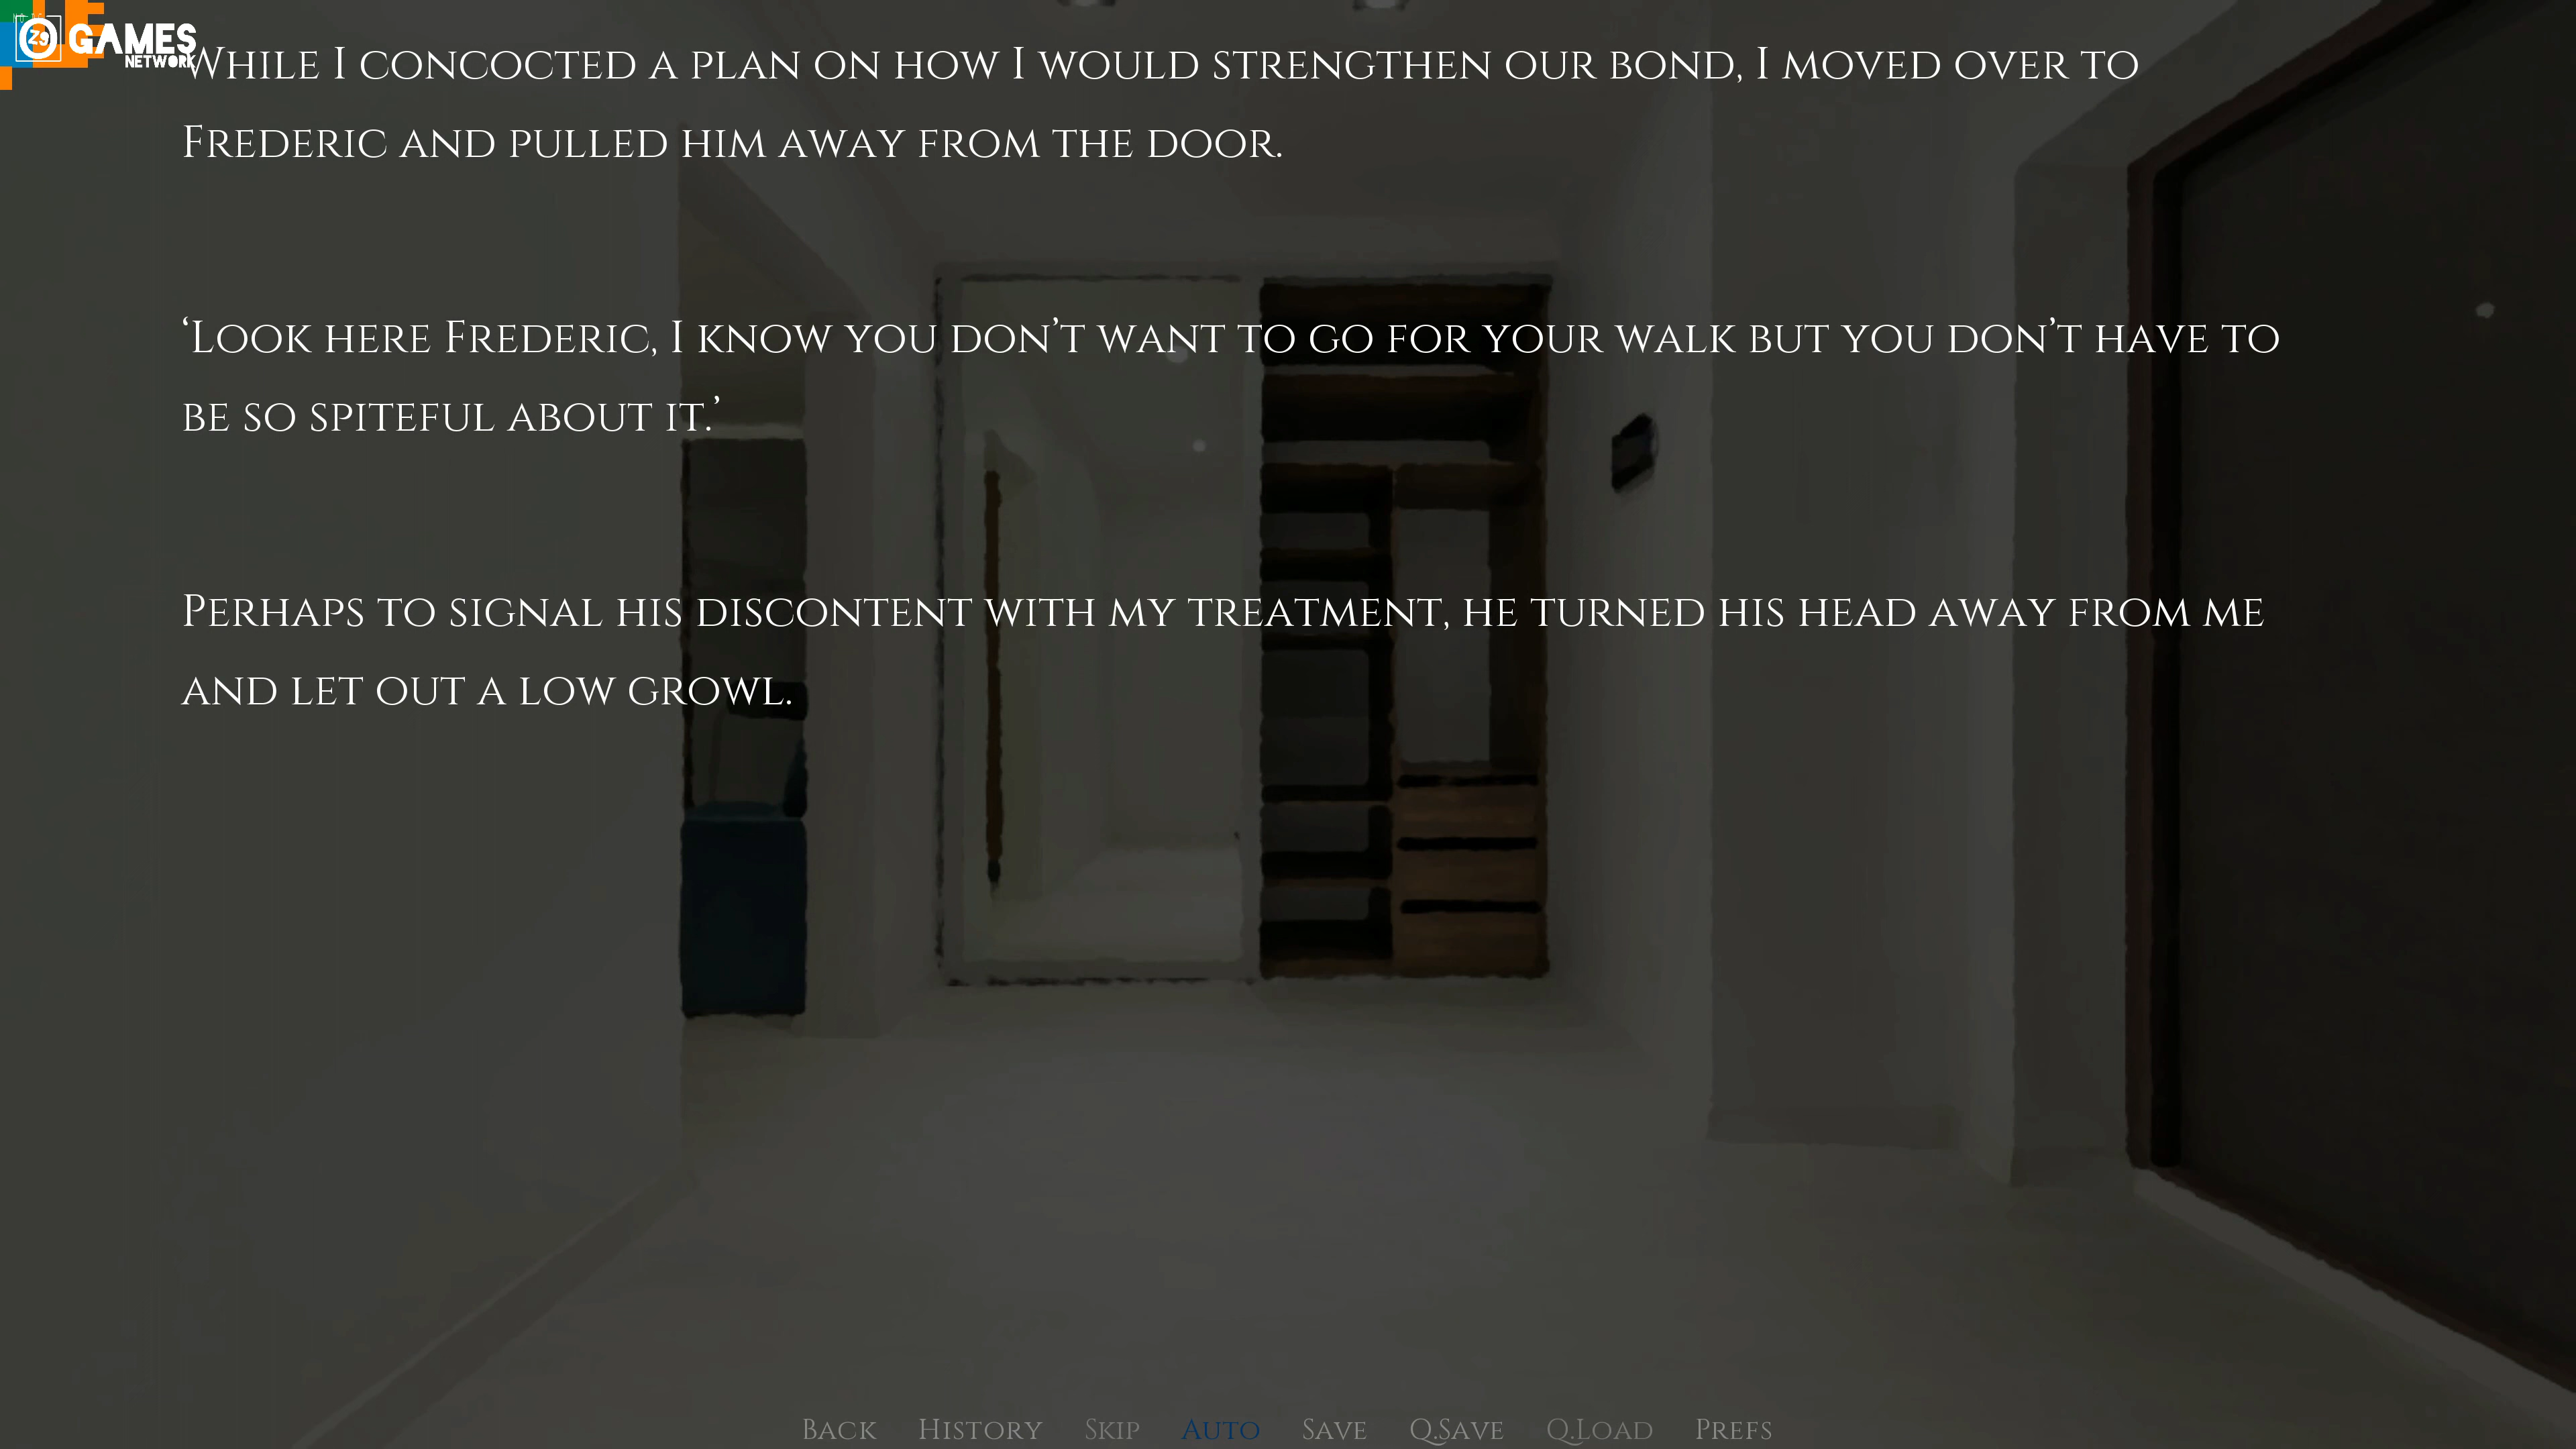 GAMES
NETWORK
While I concocted a plan on how I would strengthen our bond, I moved over to
Frederic and pulled him away from the door.
‘Look here Frederic, I know you don’t want to go for your walk but you don’t have to
be so spiteful about it.’
Perhaps to signal his discontent with my treatment, he turned his head away from me
and let out a low growl.
Back History Skip Auto Save Q.Save Q.Load Prefs